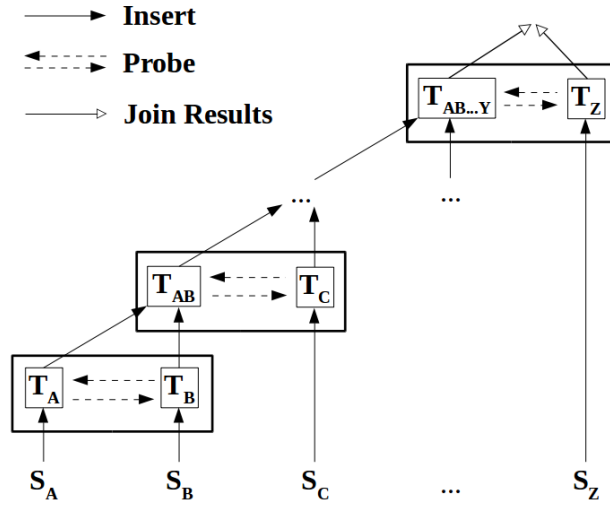 Insert
Probe
Join Results
T_AB...Y T_Z
... ...
T_AB T_C
T_A T_B
S_A S_B S_C ... S_Z